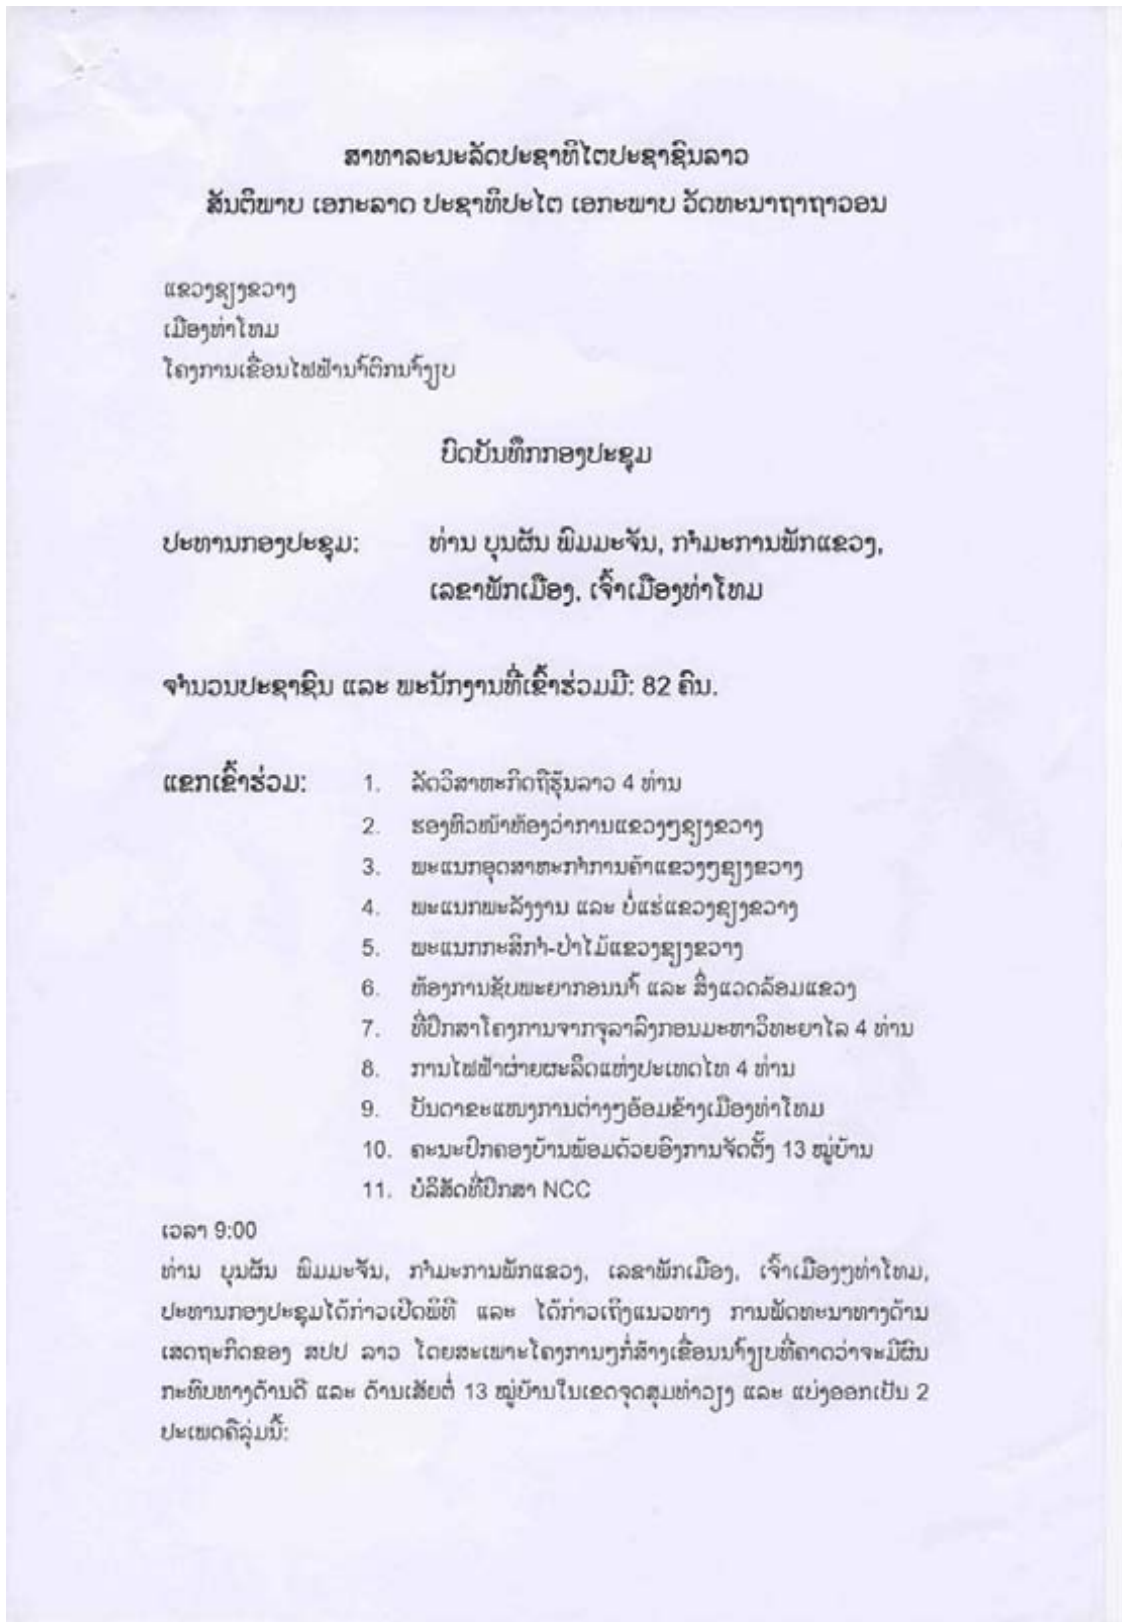 ສາທາລະນະລັດປະຊາທິໄຕປະຊາຊົນລາວ
ສັນຕິພາບ ເອກະລາດ ປະຊາທິປະໄຕ ເອກະພາບ ວັດທະນາຖາຖາວອນ
ແຂວງຊຽງຂວາງ
ເມືອງທ່າໂທມ
ໂຄງການເຂື່ອນໄຟຟ້ານ້ຳຕົກນ້ຳງຽບ
ບົດບັນທຶກກອງປະຊຸມ
ປະທານກອງປະຊຸມ: ທ່ານ ບຸນຜັນ ພິມມະຈັນ, ກຳມະການພັກແຂວງ,
ເລຂາພັກເມືອງ, ເຈົ້າເມືອງທ່າໂທມ
ຈຳນວນປະຊາຊົນ ແລະ ພະນັກງານທີ່ເຂົ້າຮ່ວມມີ: 82 ຄົນ.
ແຂກເຂົ້າຮ່ວມ: 1. ລັດວິສາຫະກິດຖືຮຸ້ນລາວ 4 ທ່ານ
2. ຮອງຫົວໜ້າຫ້ອງວ່າການແຂວງໆຊຽງຂວາງ
3. ພະແນກອຸດສາຫະກຳການຄ້າແຂວງໆຊຽງຂວາງ
4. ພະແນກພະລັງງານ ແລະ ບໍ່ແຮ່ແຂວງຊຽງຂວາງ
5. ພະແນກກະສິກຳ-ປ່າໄມ້ແຂວງຊຽງຂວາງ
6. ຫ້ອງການຊັບພະຍາກອນນ້ຳ ແລະ ສິ່ງແວດລ້ອມແຂວງ
7. ທີ່ປຶກສາໂຄງການຈາກຈຸລາລົງກອນມະຫາວິທະຍາໄລ 4 ທ່ານ
8. ການໄຟຟ້າຜ່າຍຜະລິດແຫ່ງປະເທດໄທ 4 ທ່ານ
9. ບັນດາຂະແໜງການຕ່າງໆອ້ອມຂ້າງເມືອງທ່າໂທມ
10. ຄະນະປົກຄອງບ້ານພ້ອມດ້ວຍອົງການຈັດຕັ້ງ 13 ໝູ່ບ້ານ
11. ບໍລິສັດທີ່ປຶກສາ NCC
ເວລາ 9:00
ທ່ານ ບຸນຜັນ ພິມມະຈັນ, ກຳມະການພັກແຂວງ, ເລຂາພັກເມືອງ, ເຈົ້າເມືອງໆທ່າໂທມ,
ປະທານກອງປະຊຸມໄດ້ກ່າວເປີດພິທີ ແລະ ໄດ້ກ່າວເຖິງແນວທາງ ການພັດທະນາທາງດ້ານ
ເສດຖະກິດຂອງ ສປປ ລາວ ໂດຍສະເພາະໂຄງການໆກໍ່ສ້າງເຂື່ອນນ້ຳງຽບທີ່ຄາດວ່າຈະມີຜົນ
ກະທົບທາງດ້ານດີ ແລະ ດ້ານເສັຍຕໍ່ 13 ໝູ່ບ້ານໃນເຂດຈຸດສຸມທ່າວຽງ ແລະ ແບ່ງອອກເປັນ 2
ປະເພດຄືລຸ່ມນີ້: